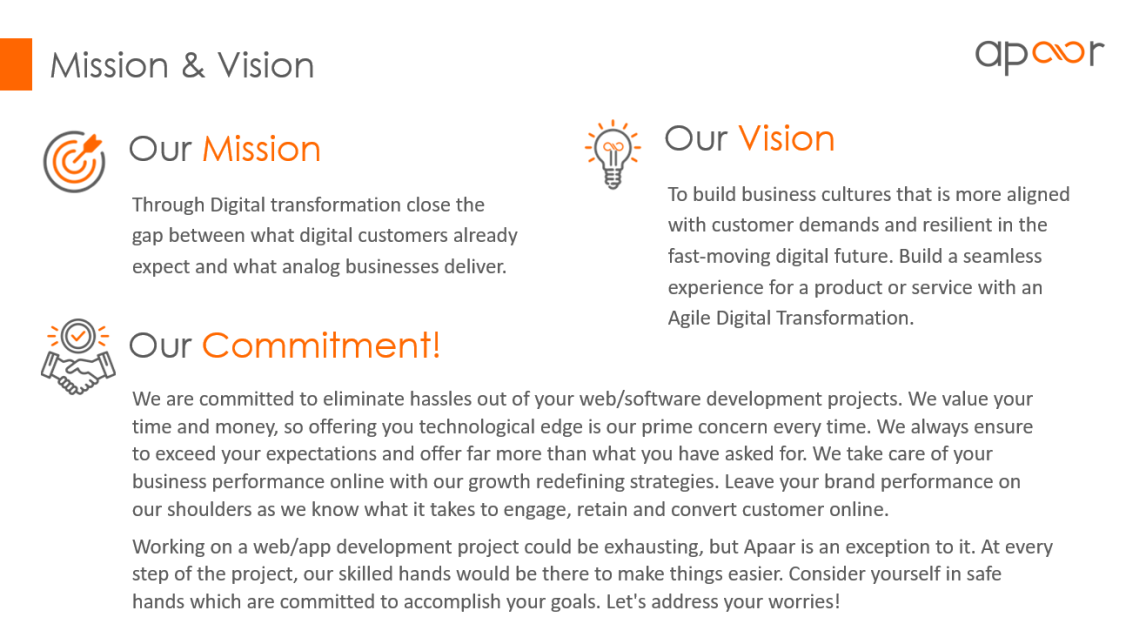 Mission & Vision
apaar
Our Mission
Through Digital transformation close the
gap between what digital customers already
expect and what analog businesses deliver.
Our Vision
To build business cultures that is more aligned
with customer demands and resilient in the
fast-moving digital future. Build a seamless
experience for a product or service with an
Agile Digital Transformation.
Our Commitment!
We are committed to eliminate hassles out of your web/software development projects. We value your
time and money, so offering you technological edge is our prime concern every time. We always ensure
to exceed your expectations and offer far more than what you have asked for. We take care of your
business performance online with our growth redefining strategies. Leave your brand performance on
our shoulders as we know what it takes to engage, retain and convert customer online.
Working on a web/app development project could be exhausting, but Apaar is an exception to it. At every
step of the project, our skilled hands would be there to make things easier. Consider yourself in safe
hands which are committed to accomplish your goals. Let's address your worries!